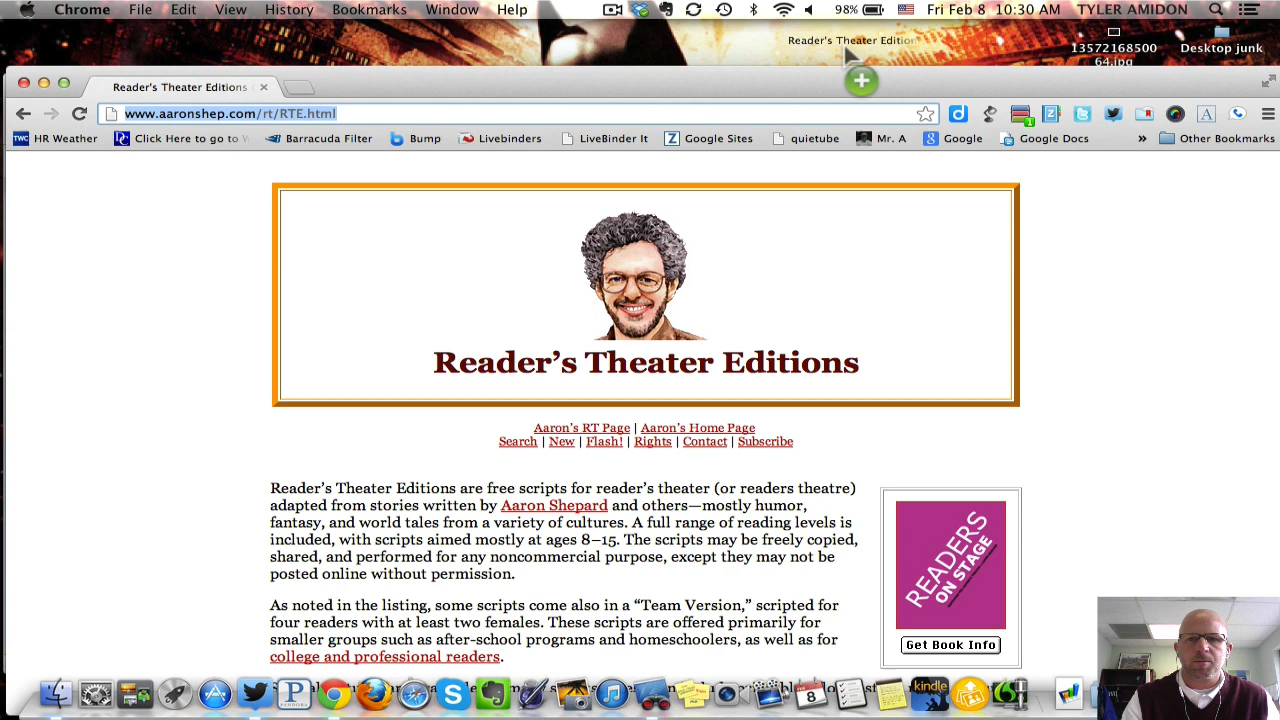 Chrome File Edit View History Bookmarks Window Help 98% Fri Feb 8 10:30 AM TYLER AMIDON
Reader's Theater Edition
13572168500
64.jpg
Desktop junk
Reader's Theater Editions
www.aaronshep.com/rt/RTE.html
HR Weather Click Here to go to Barracuda Filter Bump Livebinders LiveBinder It Google Sites quietube Mr. A Google Google Docs » Other Bookmarks
Reader's Theater Editions
Aaron's RT Page | Aaron's Home Page
Search | New | Flash! | Rights | Contact | Subscribe
Reader's Theater Editions are free scripts for reader's theater (or readers theatre)
adapted from stories written by Aaron Shepard and others—mostly humor,
fantasy, and world tales from a variety of cultures. A full range of reading levels is
included, with scripts aimed mostly at ages 8–15. The scripts may be freely copied,
shared, and performed for any noncommercial purpose, except they may not be
posted online without permission.
As noted in the listing, some scripts come also in a “Team Version,” scripted for
four readers with at least two females. These scripts are offered primarily for
smaller groups such as after-school programs and homeschoolers, as well as for
college and professional readers.
READERS
ON STAGE
Get Book Info
PANDORA
kindle